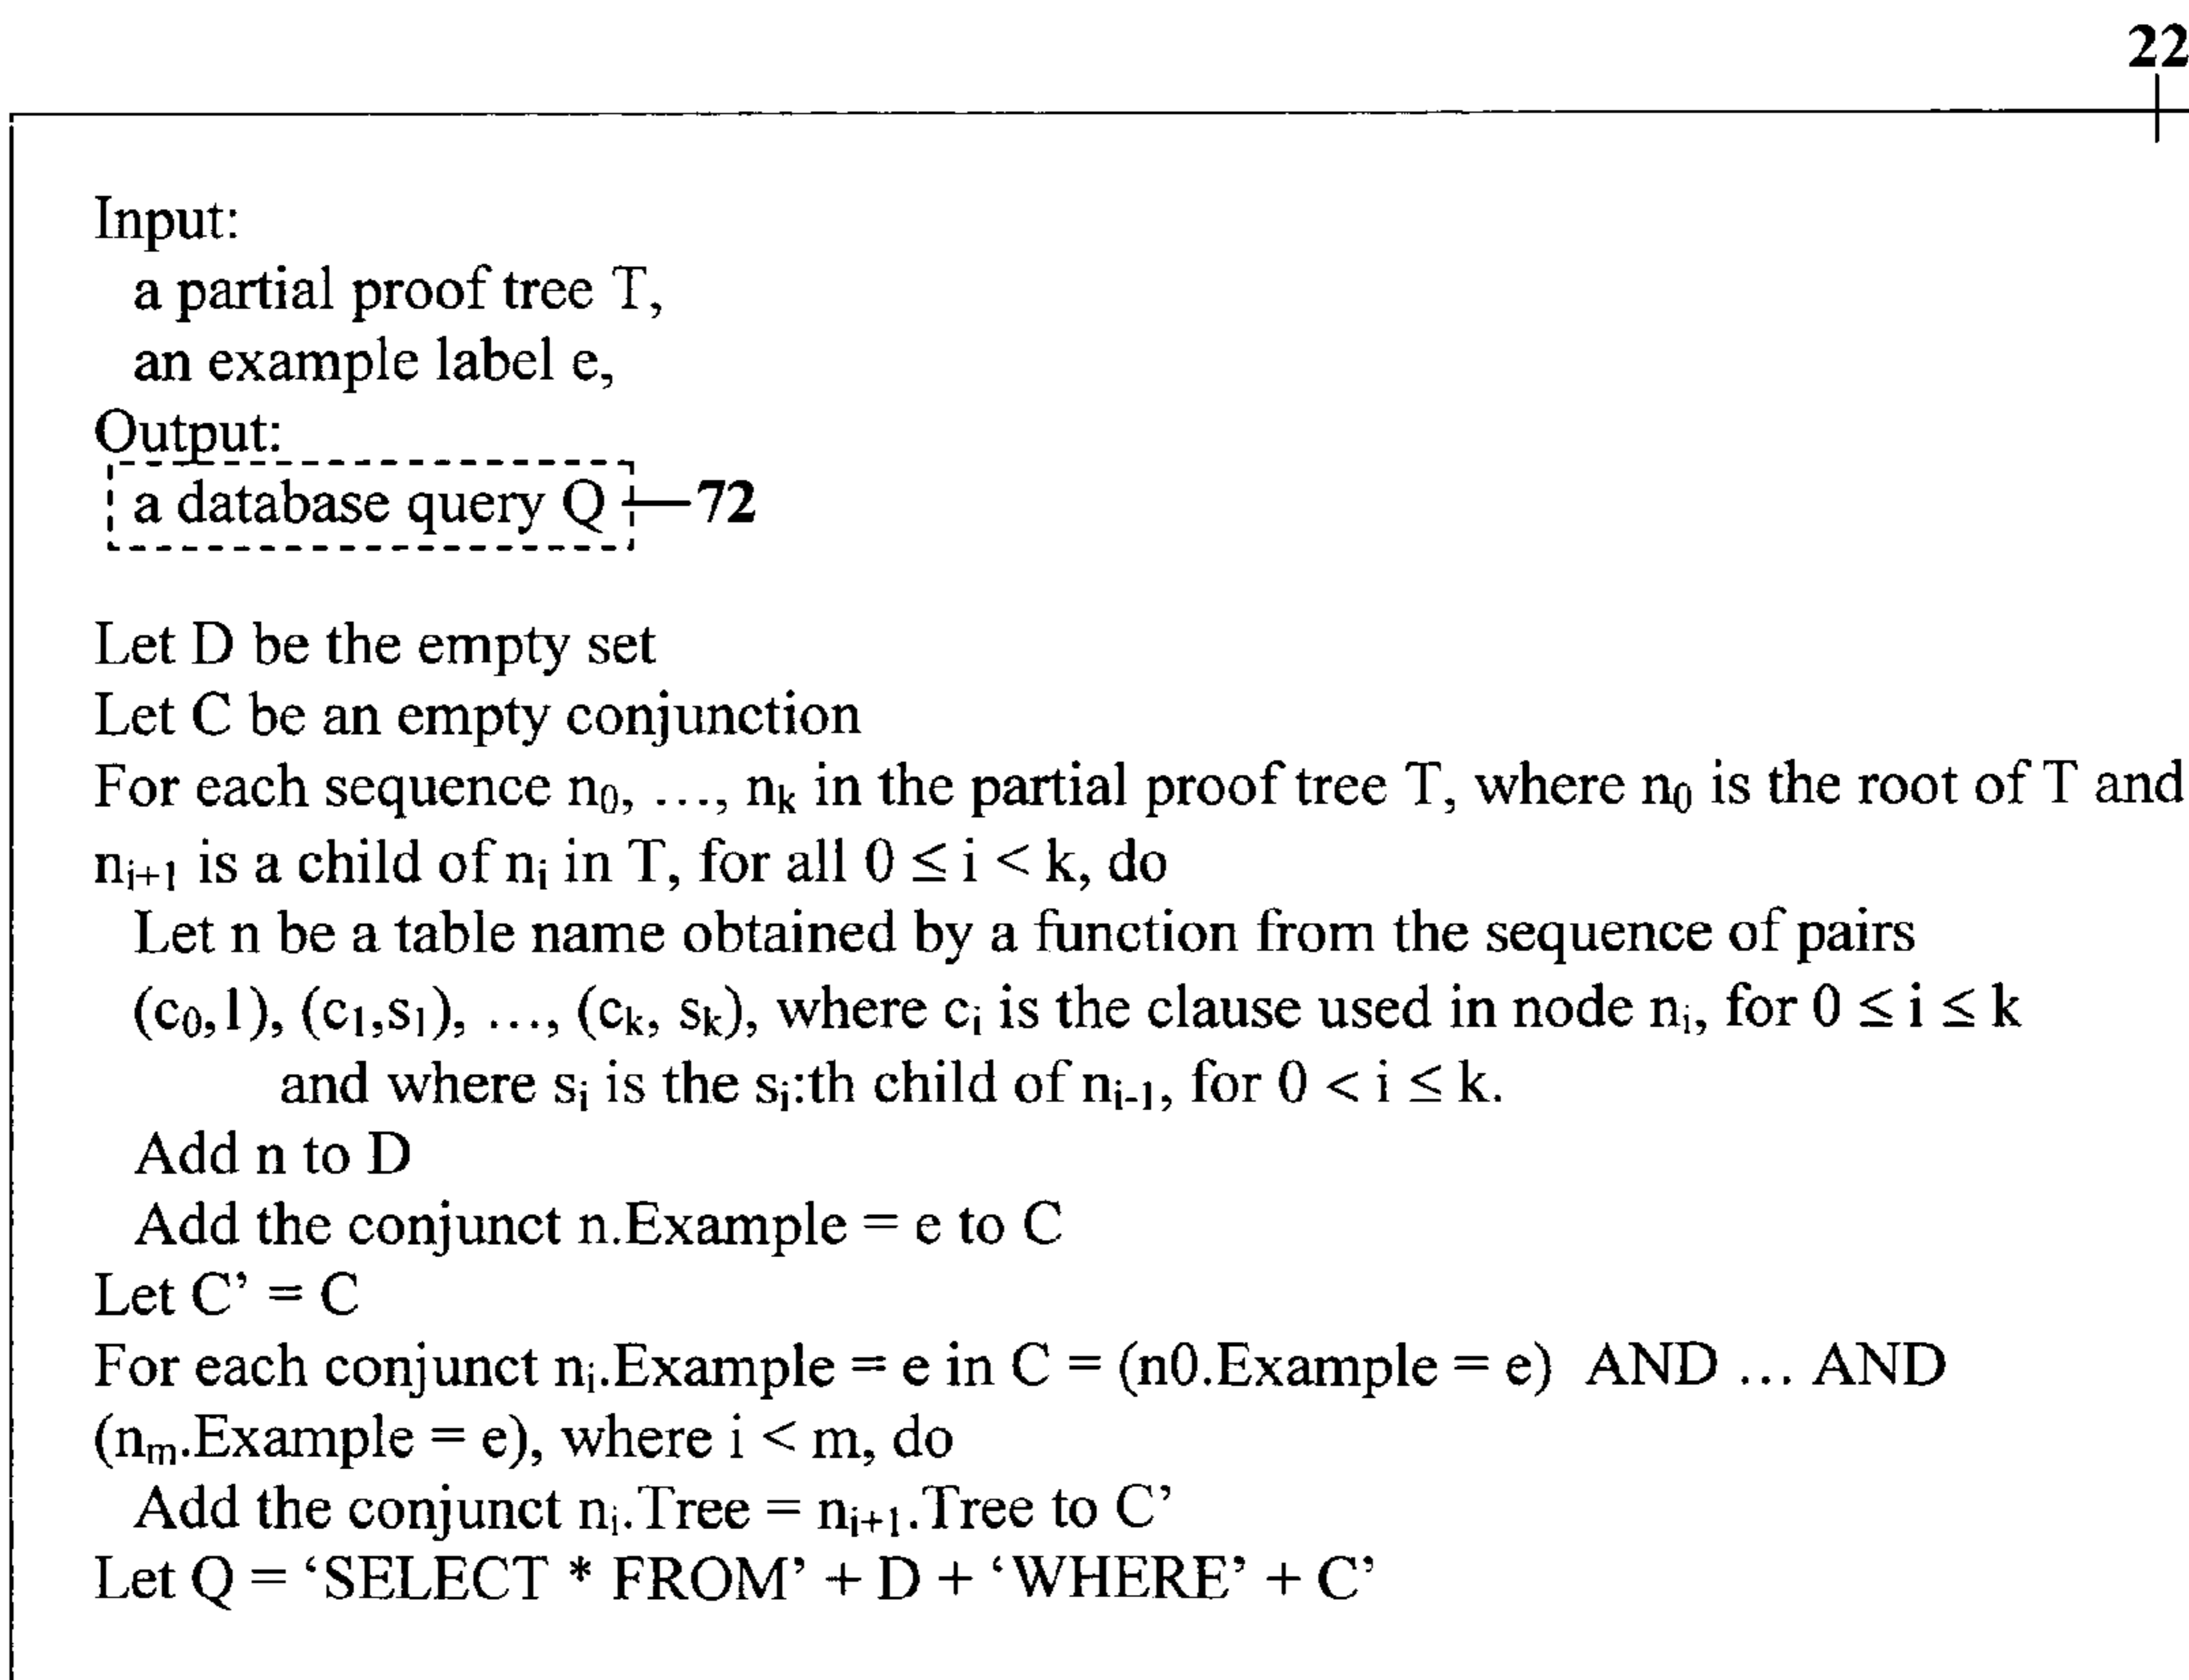 22
Input:
a partial proof tree T,
an example label e,
Output:
a database query Q 72
Let D be the empty set
Let C be an empty conjunction
For each sequence n0, …, nk in the partial proof tree T, where n0 is the root of T and
ni+1 is a child of ni in T, for all 0 ≤ i < k, do
Let n be a table name obtained by a function from the sequence of pairs
(c0,1), (c1,s1), …, (ck, sk), where ci is the clause used in node ni, for 0 ≤ i ≤ k
and where si is the si:th child of ni-1, for 0 < i ≤ k.
Add n to D
Add the conjunct n.Example = e to C
Let C’ = C
For each conjunct ni.Example = e in C = (n0.Example = e) AND … AND
(nm.Example = e), where i < m, do
Add the conjunct ni.Tree = ni+1.Tree to C’
Let Q = ‘SELECT * FROM’ + D + ‘WHERE’ + C’